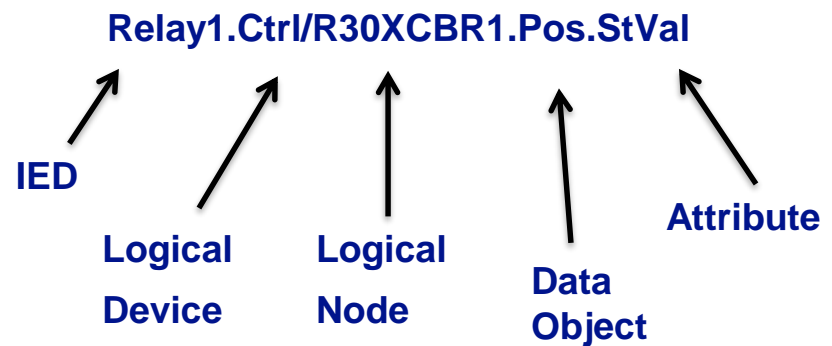 Relay1.Ctrl/R30XCBR1.Pos.StVal
IED
Logical
Device
Logical
Node
Data
Object
Attribute